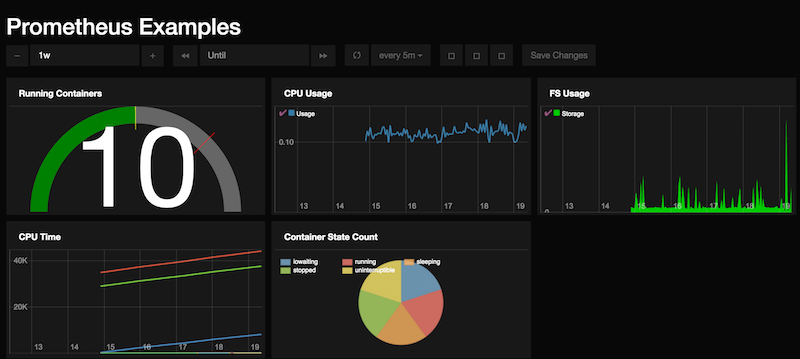 Prometheus Examples
1w Until every 5m Save Changes
Running Containers
10
CPU Usage
Usage
0.10
13 14 15 16 17 18 19
FS Usage
Storage
0
13 14 15 16 17 18 19
CPU Time
40K
20K
13 14 15 16 17 18 19
Container State Count
iowaiting running sleeping
stopped uninterruptible